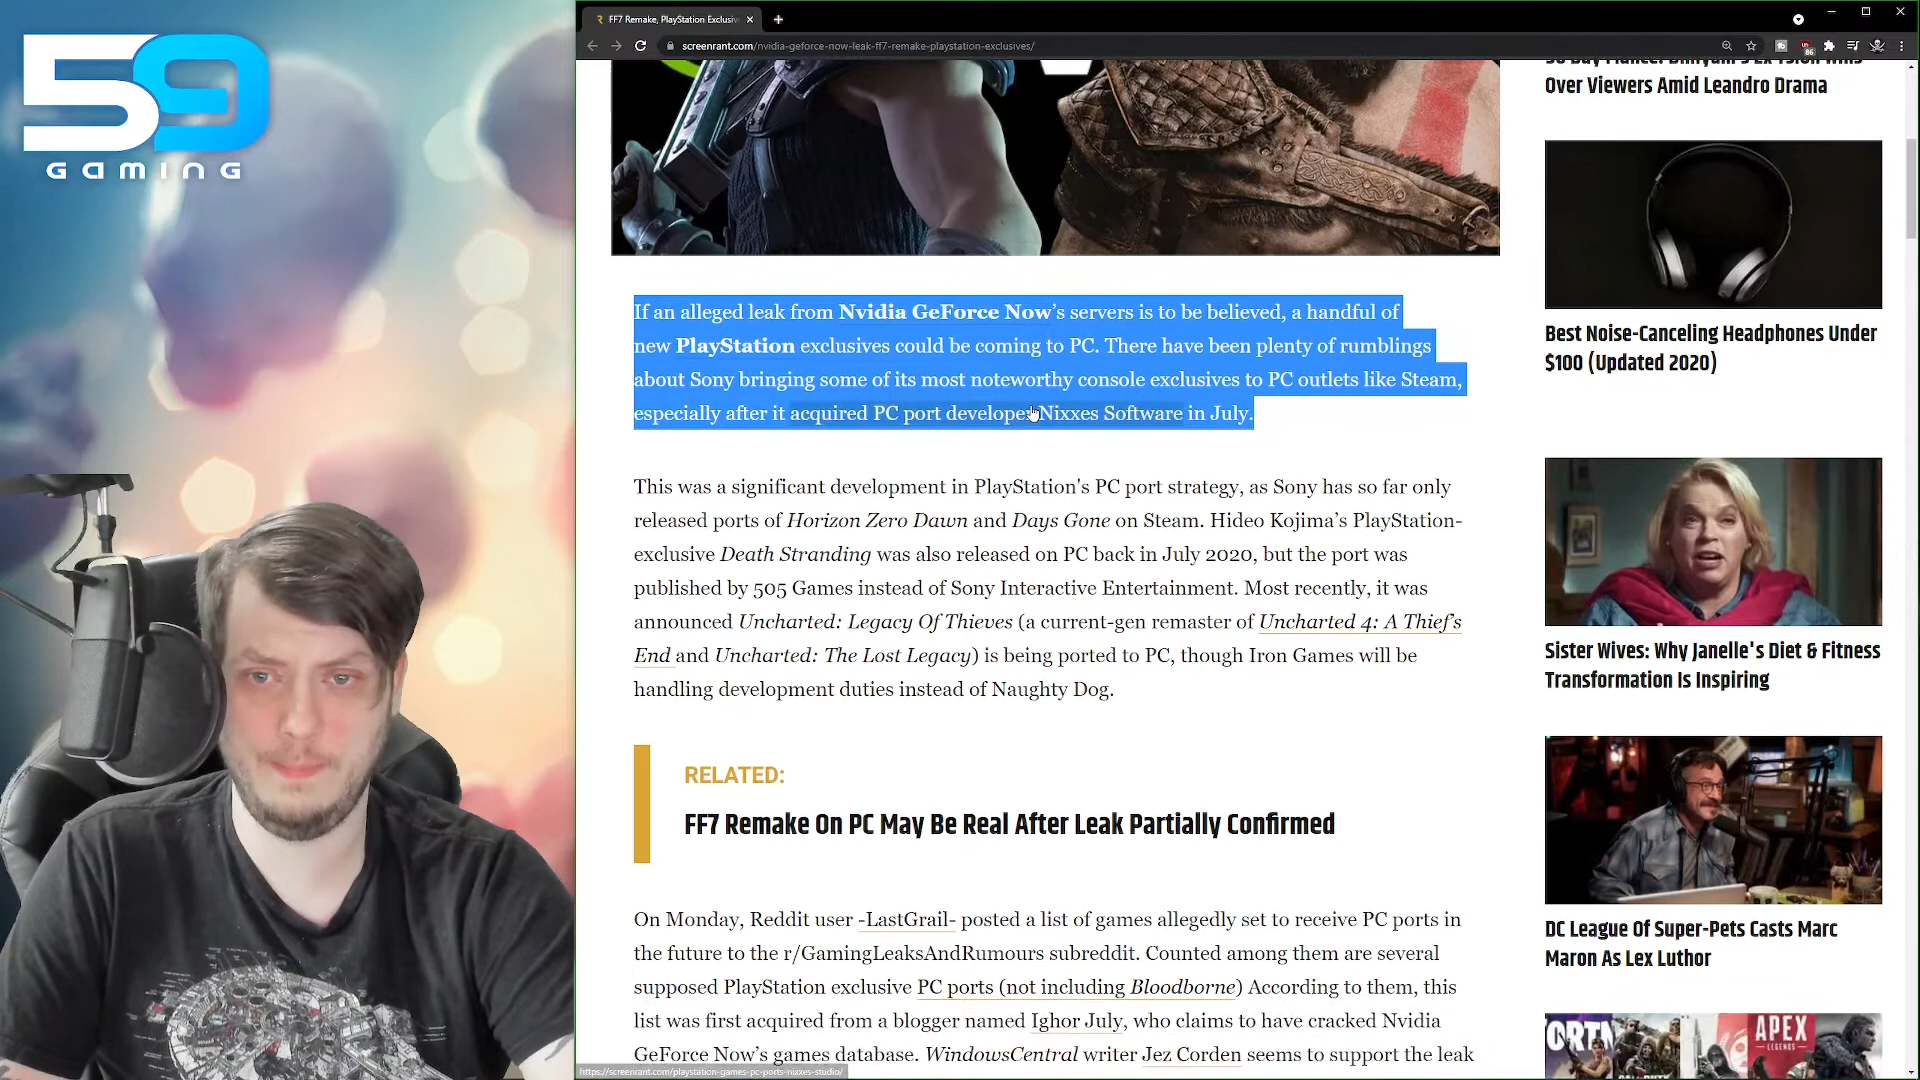 59
GAMING
FF7 Remake, PlayStation Exclusiv
screenrant.com/nvidia-geforce-now-leak-ff7-remake-playstation-exclusives/
86
Over Viewers Amid Leandro Drama
If an alleged leak from Nvidia GeForce Now’s servers is to be believed, a handful of
new PlayStation exclusives could be coming to PC. There have been plenty of rumblings
about Sony bringing some of its most noteworthy console exclusives to PC outlets like Steam,
especially after it acquired PC port developer Nixxes Software in July.
Best Noise-Canceling Headphones Under
$100 (Updated 2020)
This was a significant development in PlayStation's PC port strategy, as Sony has so far only
released ports of Horizon Zero Dawn and Days Gone on Steam. Hideo Kojima’s PlayStation-
exclusive Death Stranding was also released on PC back in July 2020, but the port was
published by 505 Games instead of Sony Interactive Entertainment. Most recently, it was
announced Uncharted: Legacy Of Thieves (a current-gen remaster of Uncharted 4: A Thief’s
End and Uncharted: The Lost Legacy) is being ported to PC, though Iron Games will be
handling development duties instead of Naughty Dog.
Sister Wives: Why Janelle's Diet & Fitness
Transformation Is Inspiring
RELATED:
FF7 Remake On PC May Be Real After Leak Partially Confirmed
On Monday, Reddit user -LastGrail- posted a list of games allegedly set to receive PC ports in
the future to the r/GamingLeaksAndRumours subreddit. Counted among them are several
supposed PlayStation exclusive PC ports (not including Bloodborne) According to them, this
list was first acquired from a blogger named Ighor July, who claims to have cracked Nvidia
GeForce Now’s games database. WindowsCentral writer Jez Corden seems to support the leak
DC League Of Super-Pets Casts Marc
Maron As Lex Luthor
APEX
LEGENDS
https://screenrant.com/playstation-games-pc-ports-nixxes-studio/